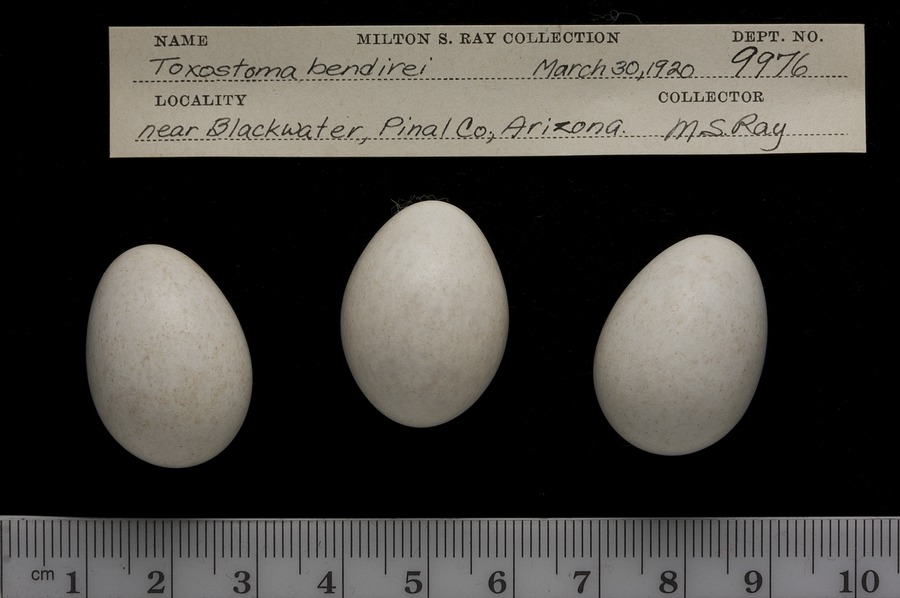 NAME MILTON S. RAY COLLECTION DEPT. NO.
Toxostoma bendirei March 30, 1920 9976
LOCALITY COLLECTOR
near Blackwater, Pinal Co., Arizona. M.S. Ray
cm 1 2 3 4 5 6 7 8 9 10